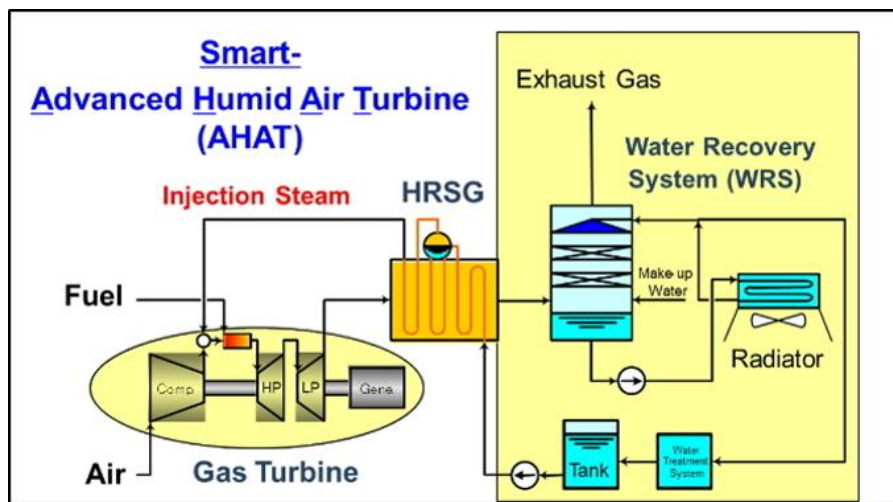 Smart-
Advanced Humid Air Turbine
(AHAT)
Exhaust Gas
Water Recovery
System (WRS)
Injection Steam
HRSG
Fuel
Make-up
Water
Radiator
Comp.
HP
LP
Gene.
Air
Gas Turbine
Tank
Water
Treatment
System